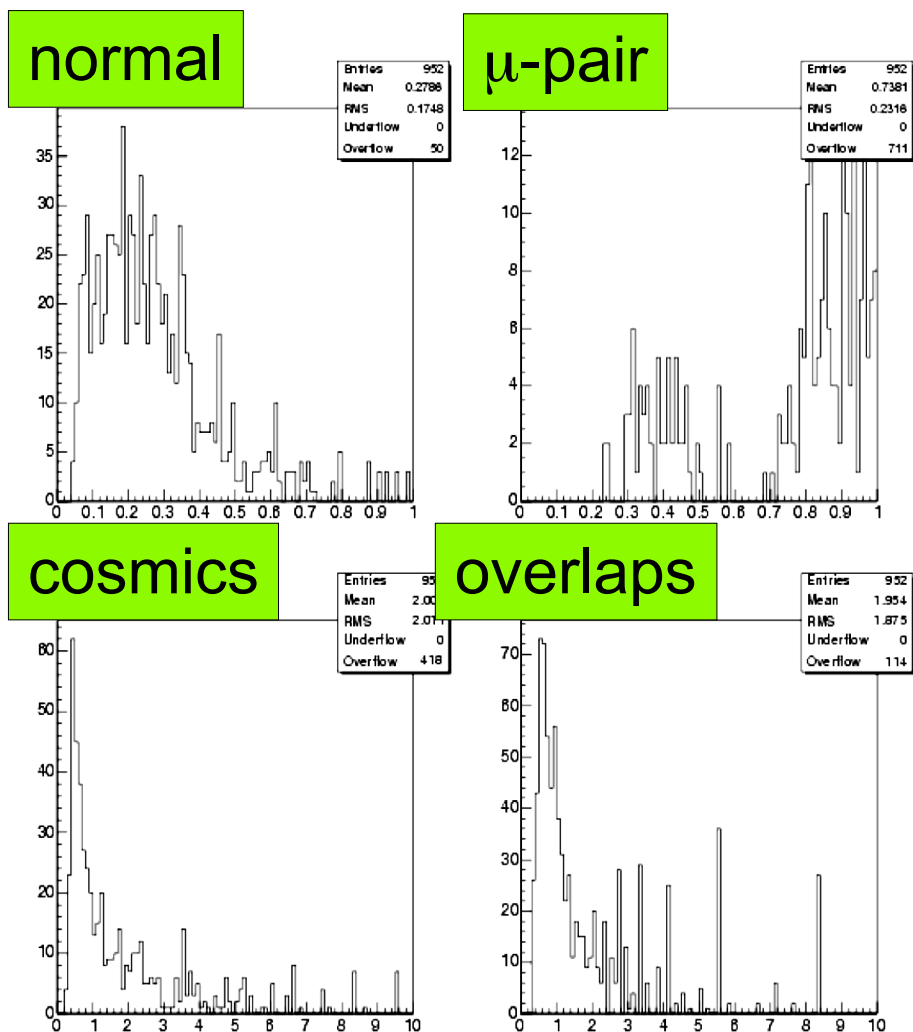 normal
Entries 952
Mean 0.2786
RMS 0.1748
Underflow 0
Overflow 50
35
30
25
20
15
10
5
0
0 0.1 0.2 0.3 0.4 0.5 0.6 0.7 0.8 0.9 1
μ-pair
Entries 952
Mean 0.7381
RMS 0.2316
Underflow 0
Overflow 711
12
10
8
6
4
2
0
0 0.1 0.2 0.3 0.4 0.5 0.6 0.7 0.8 0.9 1
cosmics
Entries
Mean
RMS
Underflow 0
Overflow 418
60
50
40
30
20
10
0
0 1 2 3 4 5 6 7 8 9 10
overlaps
Entries 952
Mean 1.954
RMS 1.875
Underflow 0
Overflow 114
70
60
50
40
30
20
10
0
0 1 2 3 4 5 6 7 8 9 10